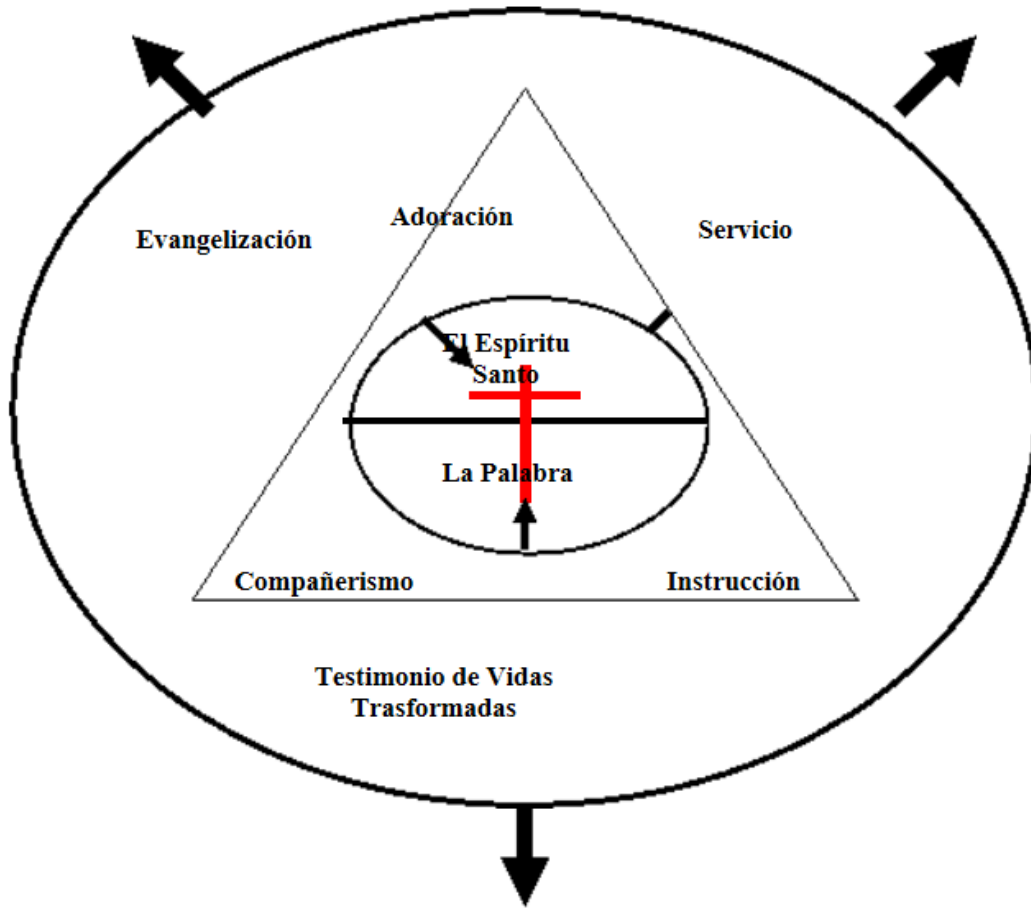 Adoración
Evangelización
Servicio
El Espíritu
Santo
La Palabra
Compañerismo
Instrucción
Testimonio de Vidas
Trasformadas